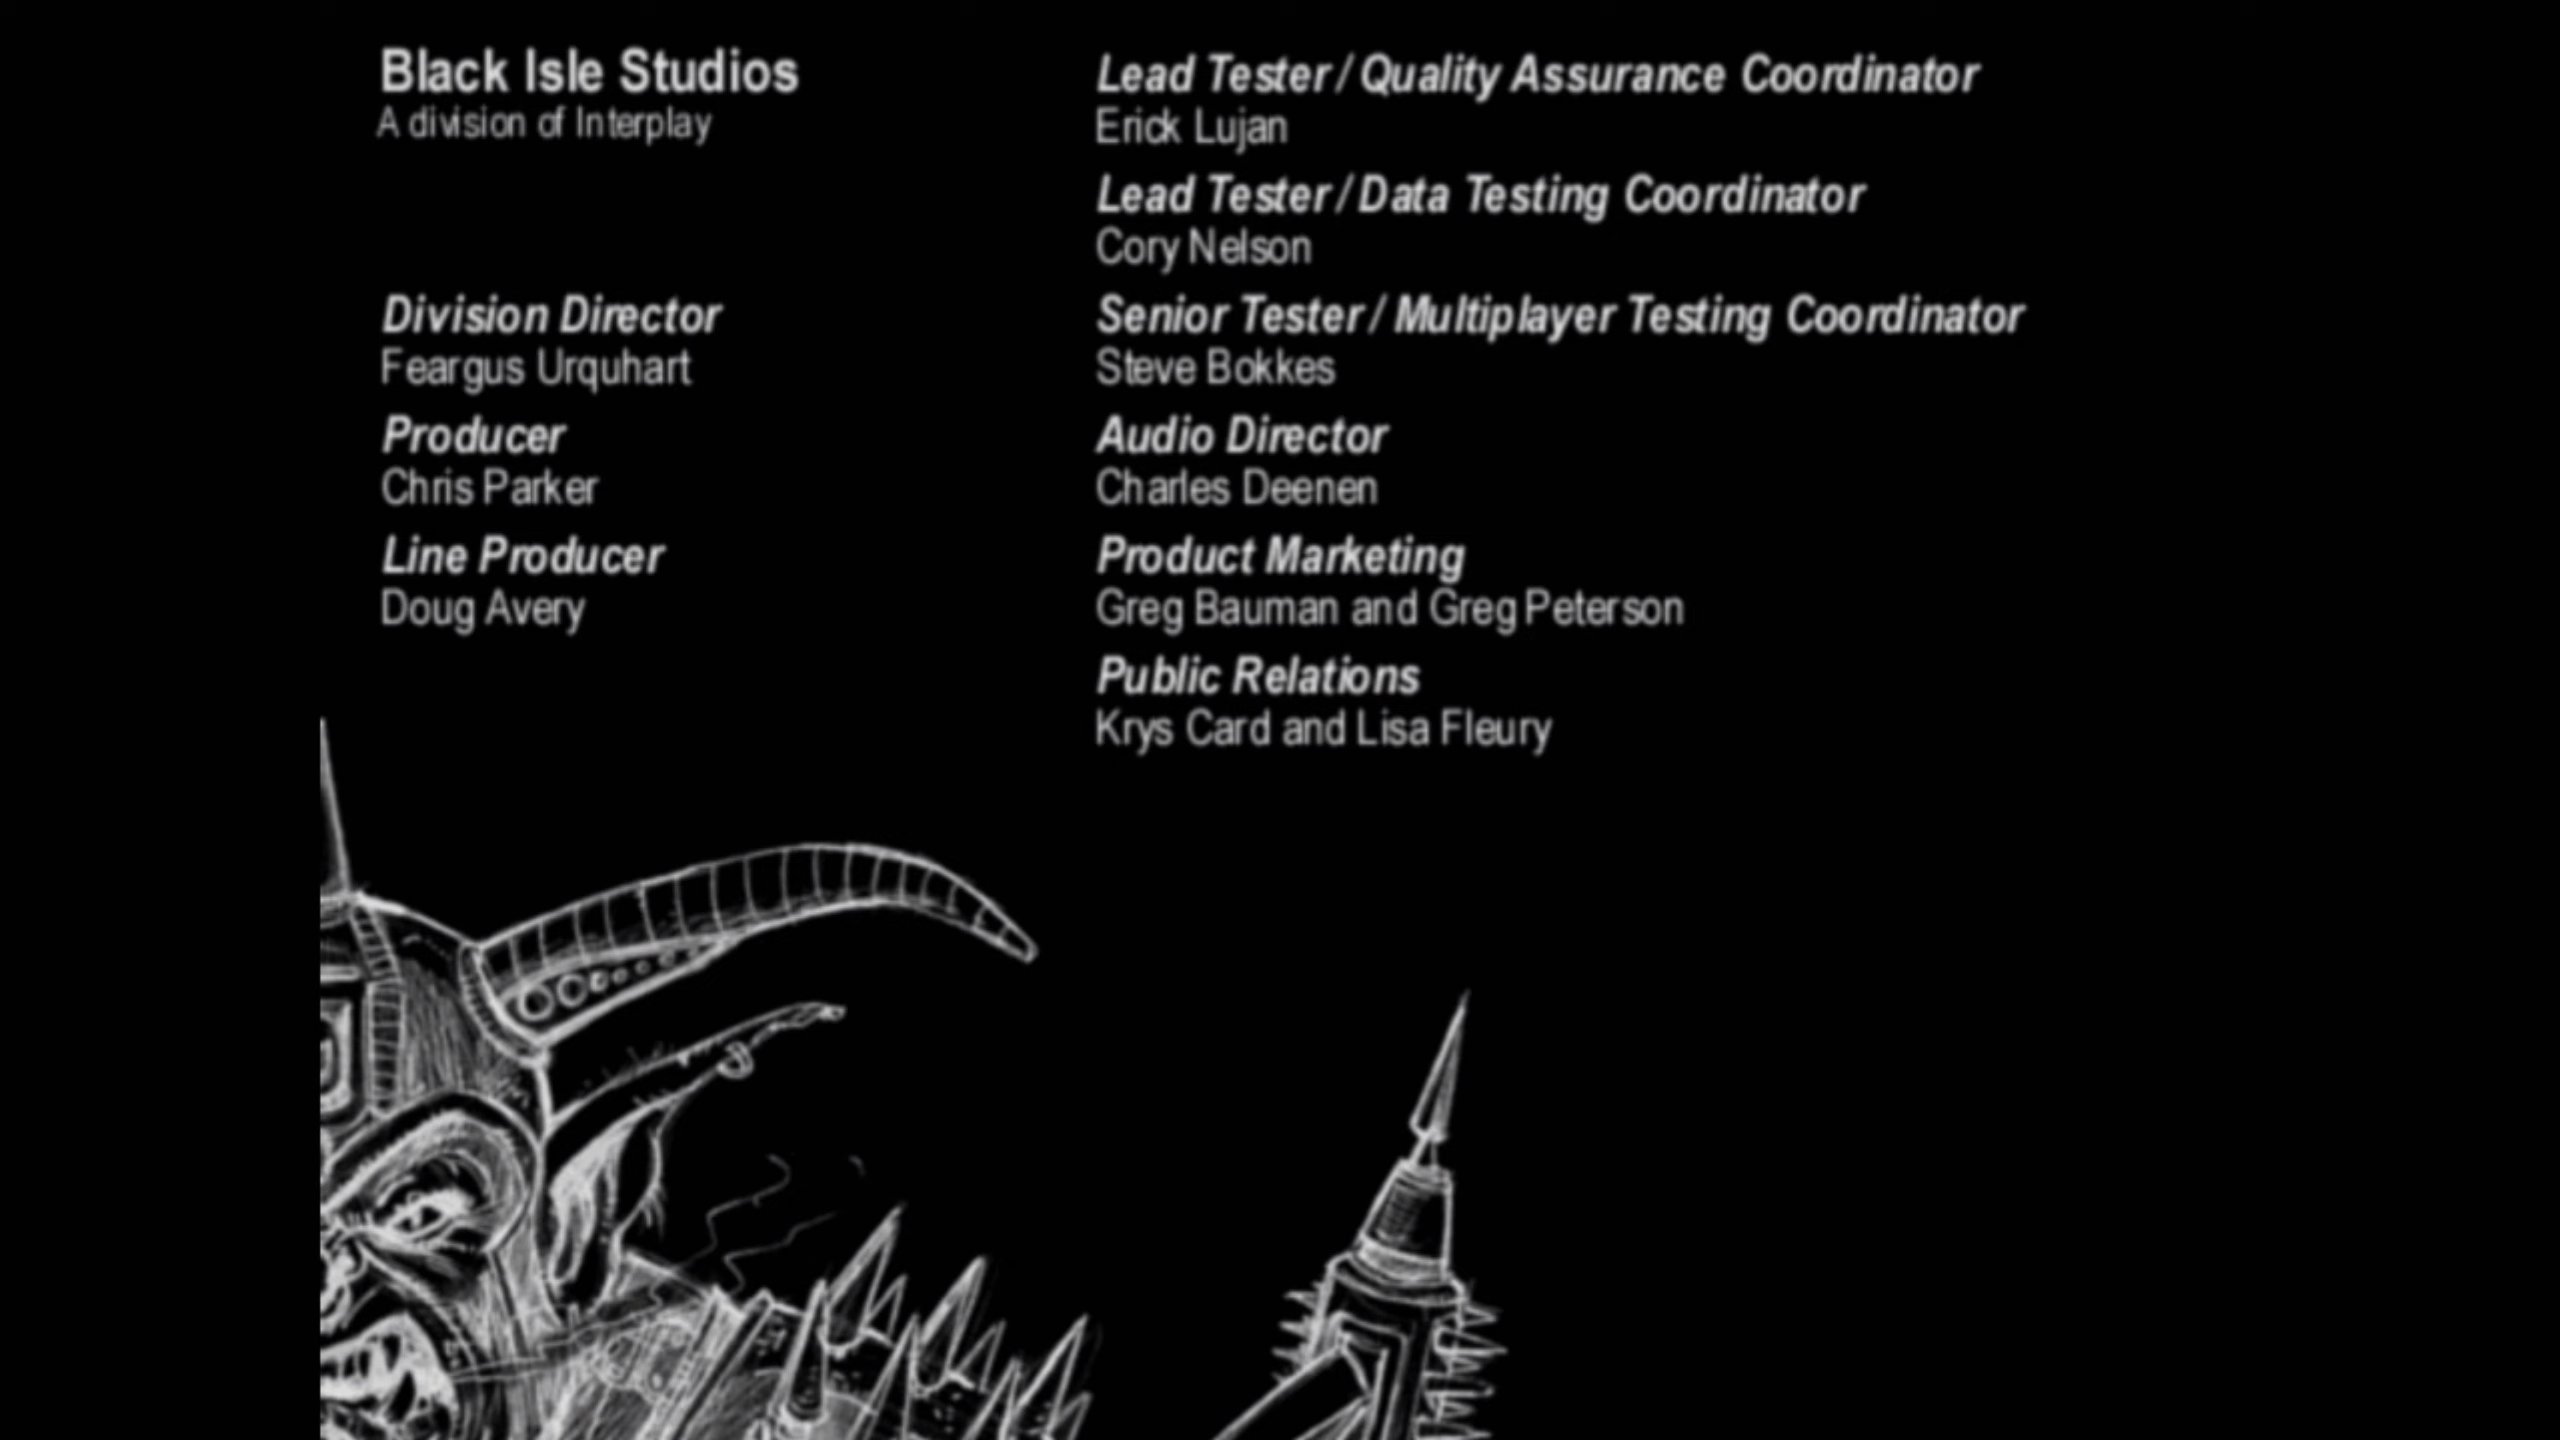 Black Isle Studios
A division of Interplay
Division Director
Feargus Urquhart
Producer
Chris Parker
Line Producer
Doug Avery
Lead Tester / Quality Assurance Coordinator
Erick Lujan
Lead Tester / Data Testing Coordinator
Cory Nelson
Senior Tester / Multiplayer Testing Coordinator
Steve Bokkes
Audio Director
Charles Deenen
Product Marketing
Greg Bauman and Greg Peterson
Public Relations
Krys Card and Lisa Fleury